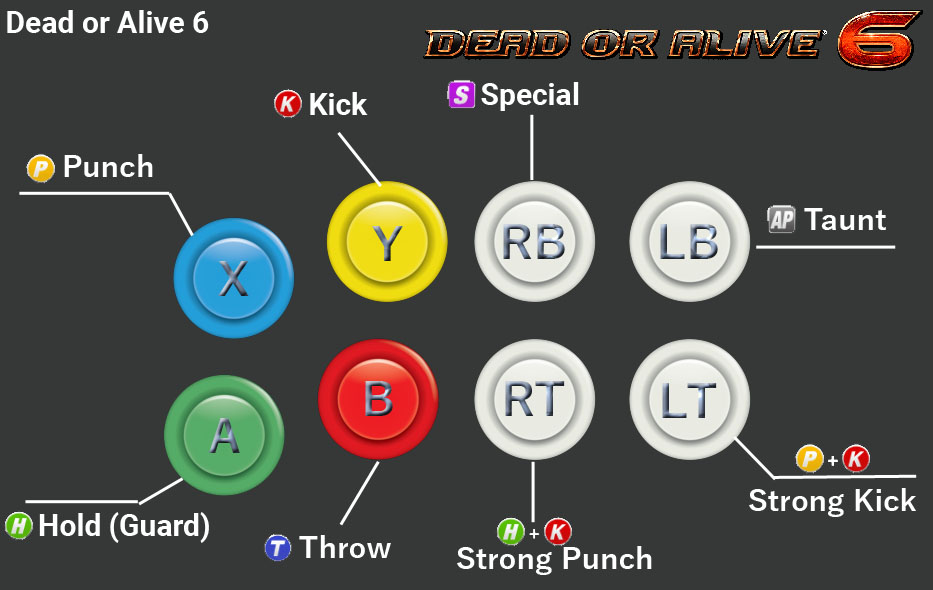 Dead or Alive 6
DEAD OR ALIVE 6
K Kick
S Special
P Punch
AP Taunt
X
Y
RB
LB
A
B
RT
LT
P + K
Strong Kick
H Hold (Guard)
T Throw
H + K
Strong Punch